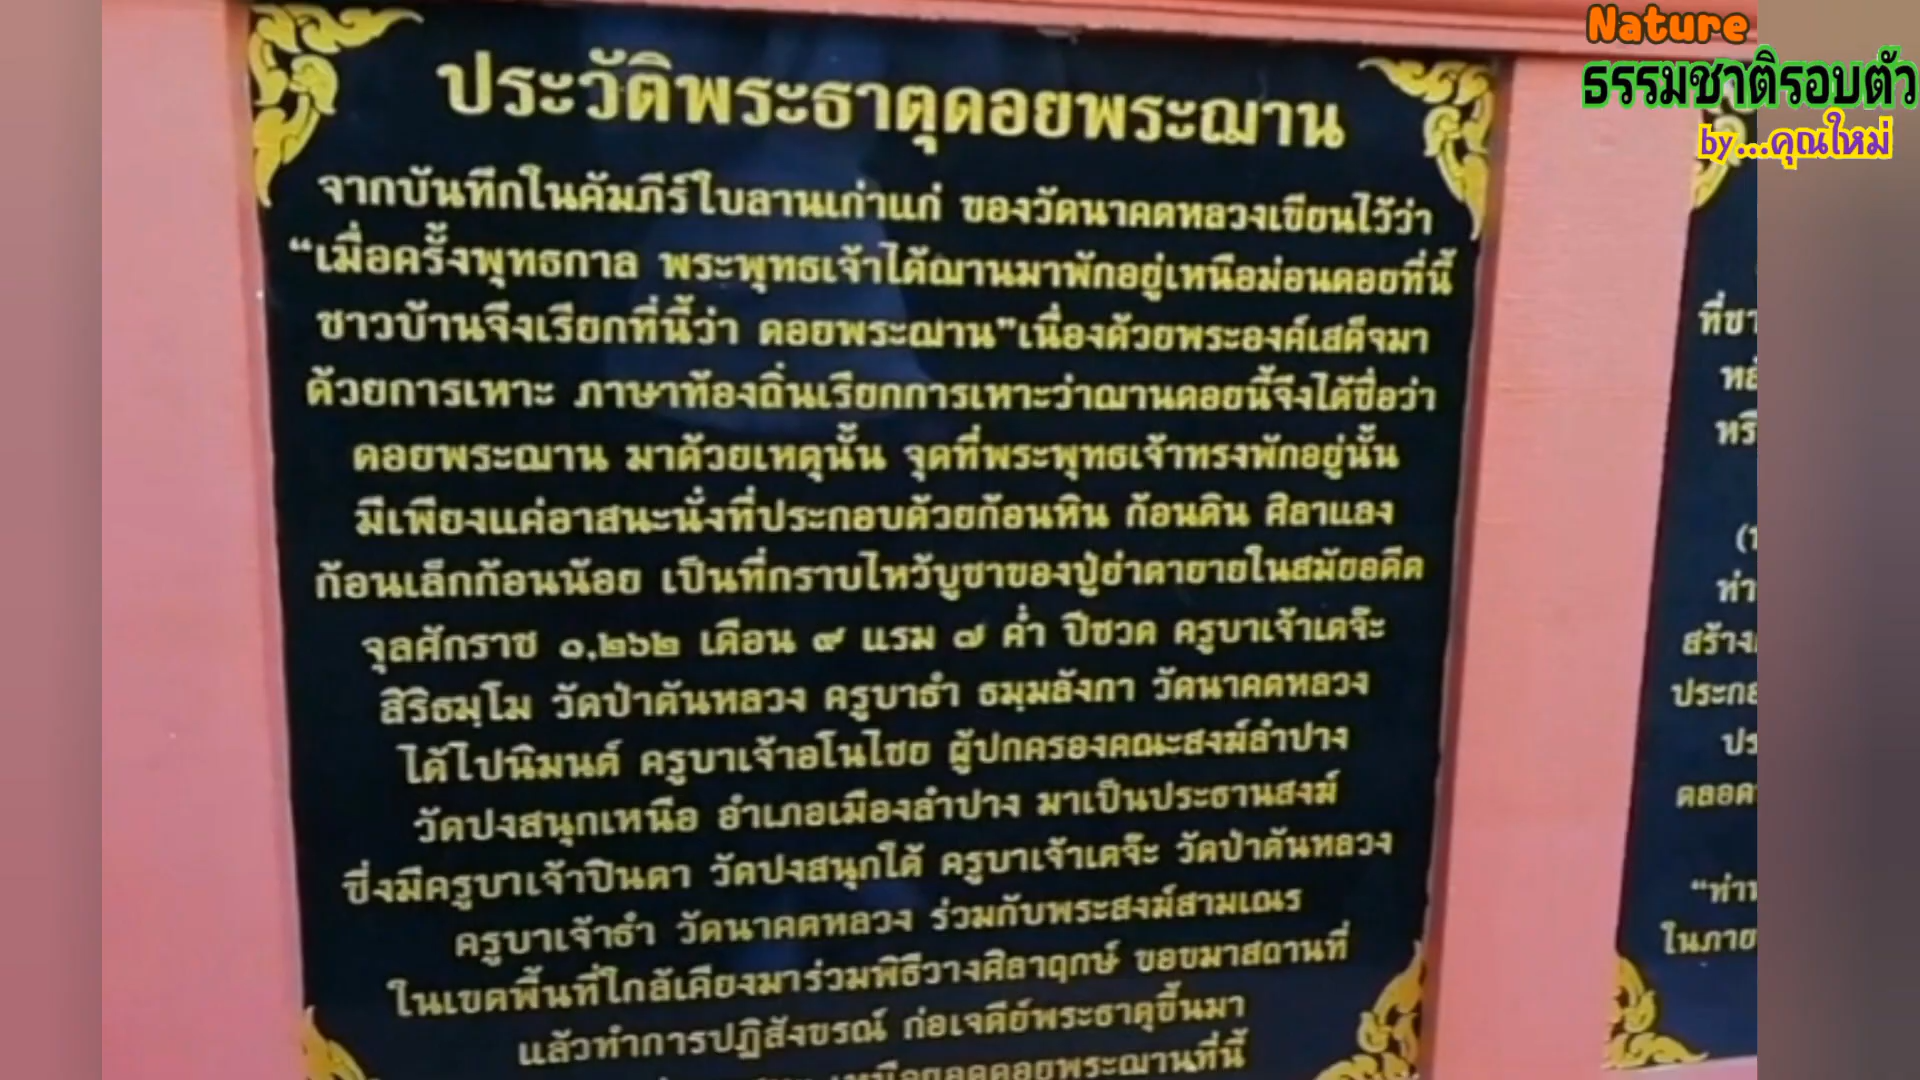 Nature
ธรรมชาติรอบตัว
by...คุณใหม่
ประวัติพระธาตุดอยพระฌาน
จากบันทึกในคัมภีร์ใบลานเก่าแก่ ของวัดนาคตหลวงเขียนไว้ว่า
“เมื่อครั้งพุทธกาล พระพุทธเจ้าได้ฌานมาพักอยู่เหนือม่อนดอยที่นี้
ชาวบ้านจึงเรียกที่นี้ว่า ดอยพระฌาน”เนื่องด้วยพระองค์เสด็จมา
ด้วยการเหาะ ภาษาท้องถิ่นเรียกการเหาะว่าฌานดอยนี้จึงได้ชื่อว่า
ดอยพระฌาน มาด้วยเหตุนั้น จุดที่พระพุทธเจ้าทรงพักอยู่นั้น
มีเพียงแค่อาสนะนั่งที่ประกอบด้วยก้อนหิน ก้อนดิน ศิลาแลง
ก้อนเล็กก้อนน้อย เป็นที่กราบไหว้บูชาของปู่ย่าตายายในสมัยอดีต
จุลศักราช ๑,๒๖๒ เดือน ๙ แรม ๗ ค่ำ ปีชวด ครูบาเจ้าเตจ๊ะ
สิริธมฺโม วัดป่าตันหลวง ครูบาธำ ธมฺมลังกา วัดนาคตหลวง
ได้ไปนิมนต์ ครูบาเจ้าอโนไชย ผู้ปกครองคณะสงฆ์ลำปาง
วัดปงสนุกเหนือ อำเภอเมืองลำปาง มาเป็นประธานสงฆ์
ซึ่งมีครูบาเจ้าปินตา วัดปงสนุกใต้ ครูบาเจ้าเตจ๊ะ วัดป่าตันหลวง
ครูบาเจ้าธำ วัดนาคตหลวง ร่วมกับพระสงฆ์สามเณร
ในเขตพื้นที่ใกล้เคียงมาร่วมพิธีวางศิลาฤกษ์ ขอขมาสถานที่
แล้วทำการปฏิสังขรณ์ ก่อเจดีย์พระธาตุขึ้นมา
เหนือยอดดอยพระฌานที่นี้